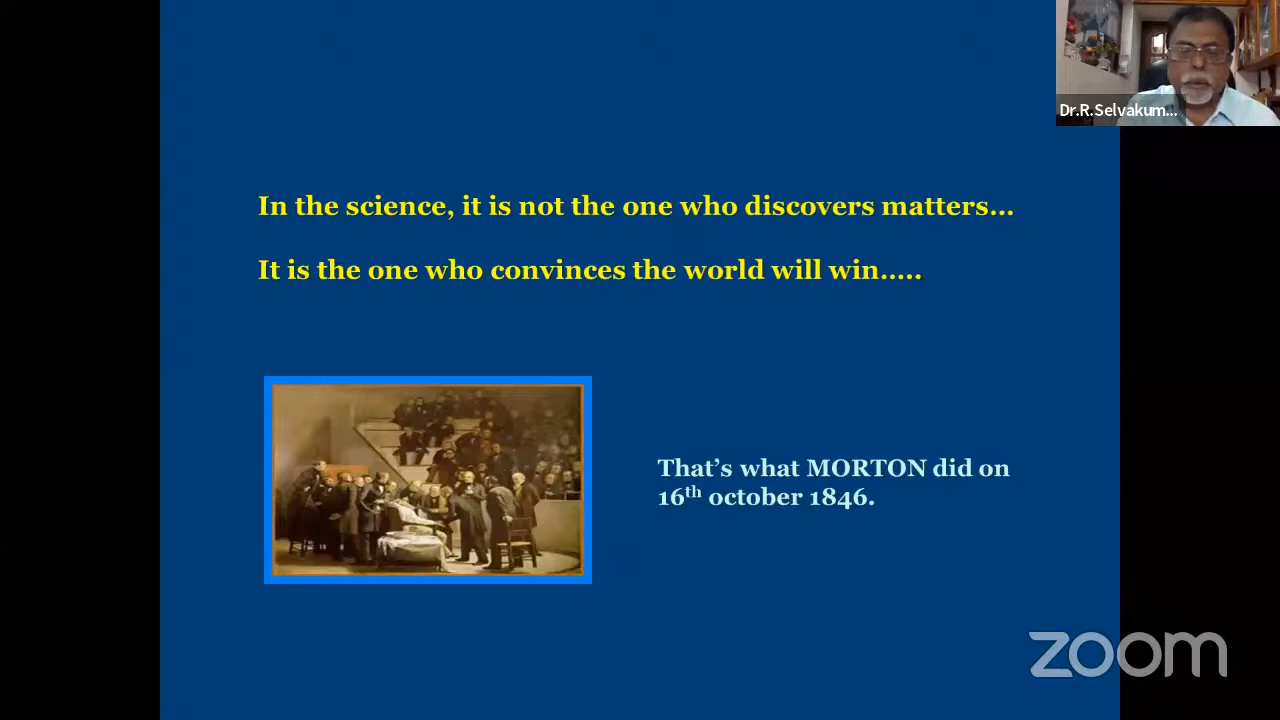 Dr.R.Selvakum...
In the science, it is not the one who discovers matters...
It is the one who convinces the world will win.....
That's what MORTON did on
16th october 1846.
zoom